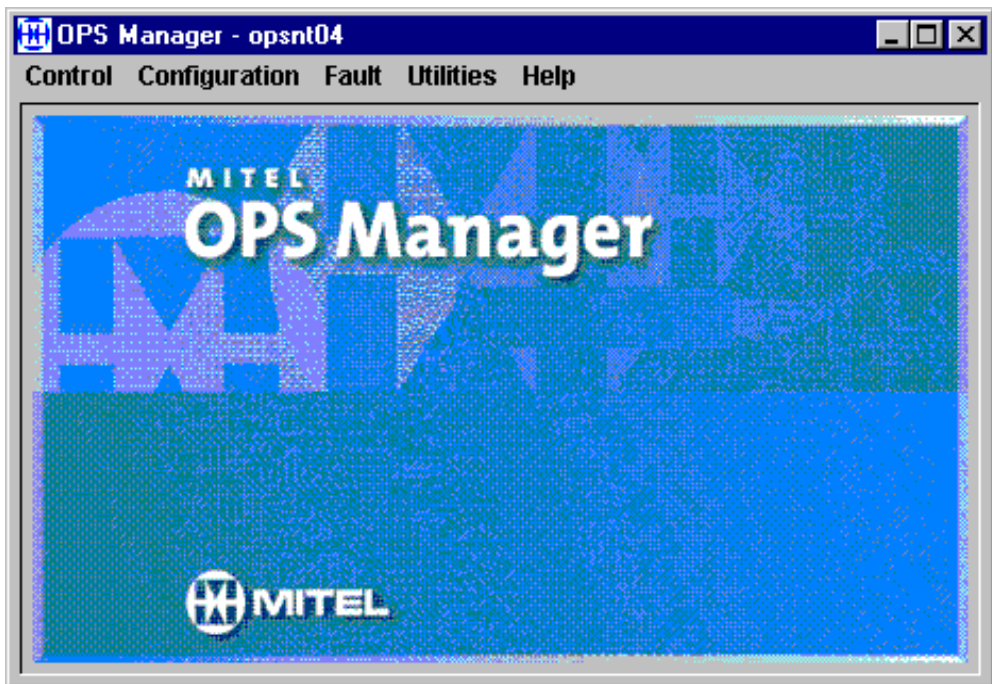 OPS Manager - opsnt04
Control Configuration Fault Utilities Help
MITEL
OPS Manager
MITEL